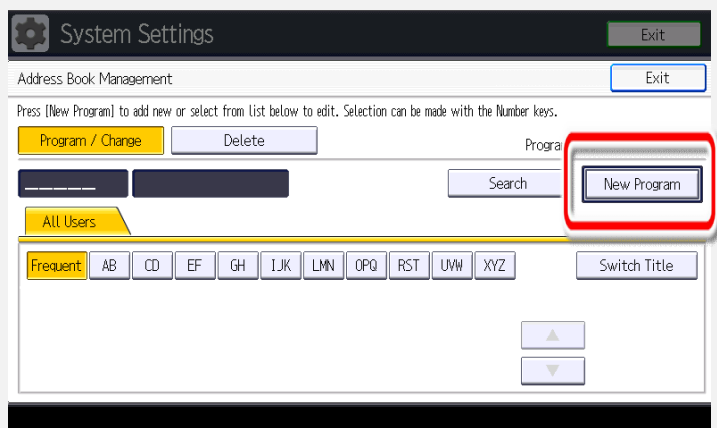 System Settings
Exit
Address Book Management
Exit
Press [New Program] to add new or select from list below to edit. Selection can be made with the Number keys.
Program / Change
Delete
Search
New Program
All Users
Frequent
AB
CD
EF
GH
IJK
LMN
OPQ
RST
UVW
XYZ
Switch Title